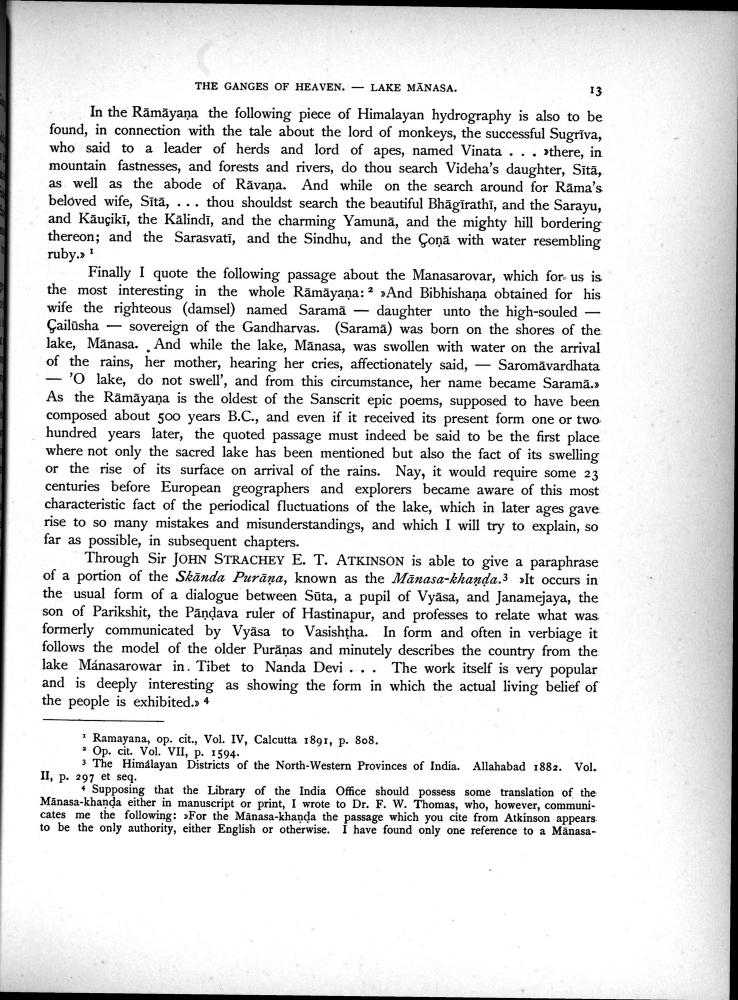 THE GANGES OF HEAVEN. — LAKE MĀNASA.
13
In the Rāmāyaṇa the following piece of Himalayan hydrography is also to be
found, in connection with the tale about the lord of monkeys, the successful Sugrīva,
who said to a leader of herds and lord of apes, named Vinata . . . »there, in
mountain fastnesses, and forests and rivers, do thou search Videha's daughter, Sītā,
as well as the abode of Rāvaṇa. And while on the search around for Rāma's
beloved wife, Sītā, . . . thou shouldst search the beautiful Bhāgīrathī, and the Sarayu,
and Kāuçikī, the Kālindī, and the charming Yamunā, and the mighty hill bordering
thereon; and the Sarasvatī, and the Sindhu, and the Çoṇā with water resembling
ruby.» ¹
Finally I quote the following passage about the Manasarovar, which for us is
the most interesting in the whole Rāmāyaṇa: ² »And Bibhishaṇa obtained for his
wife the righteous (damsel) named Saramā — daughter unto the high-souled —
Çailūsha — sovereign of the Gandharvas. (Saramā) was born on the shores of the
lake, Mānasa. And while the lake, Mānasa, was swollen with water on the arrival
of the rains, her mother, hearing her cries, affectionately said, — Saromāvardhata
— 'O lake, do not swell', and from this circumstance, her name became Saramā.»
As the Rāmāyaṇa is the oldest of the Sanscrit epic poems, supposed to have been
composed about 500 years B.C., and even if it received its present form one or two
hundred years later, the quoted passage must indeed be said to be the first place
where not only the sacred lake has been mentioned but also the fact of its swelling
or the rise of its surface on arrival of the rains. Nay, it would require some 23
centuries before European geographers and explorers became aware of this most
characteristic fact of the periodical fluctuations of the lake, which in later ages gave
rise to so many mistakes and misunderstandings, and which I will try to explain, so
far as possible, in subsequent chapters.
Through Sir JOHN STRACHEY E. T. ATKINSON is able to give a paraphrase
of a portion of the Skānda Purāṇa, known as the Mānasa-khaṇḍa.³ »It occurs in
the usual form of a dialogue between Sūta, a pupil of Vyāsa, and Janamejaya, the
son of Parikshit, the Pāṇḍava ruler of Hastinapur, and professes to relate what was
formerly communicated by Vyāsa to Vasishṭha. In form and often in verbiage it
follows the model of the older Purāṇas and minutely describes the country from the
lake Mánasarowar in Tibet to Nanda Devi . . . The work itself is very popular
and is deeply interesting as showing the form in which the actual living belief of
the people is exhibited.» ⁴
¹ Ramayana, op. cit., Vol. IV, Calcutta 1891, p. 808.
² Op. cit. Vol. VII, p. 1594.
³ The Himálayan Districts of the North-Western Provinces of India. Allahabad 1882. Vol.
II, p. 297 et seq.
⁴ Supposing that the Library of the India Office should possess some translation of the
Mānasa-khaṇḍa either in manuscript or print, I wrote to Dr. F. W. Thomas, who, however, communi-
cates me the following: »For the Mānasa-khaṇḍa the passage which you cite from Atkinson appears
to be the only authority, either English or otherwise. I have found only one reference to a Mānasa-